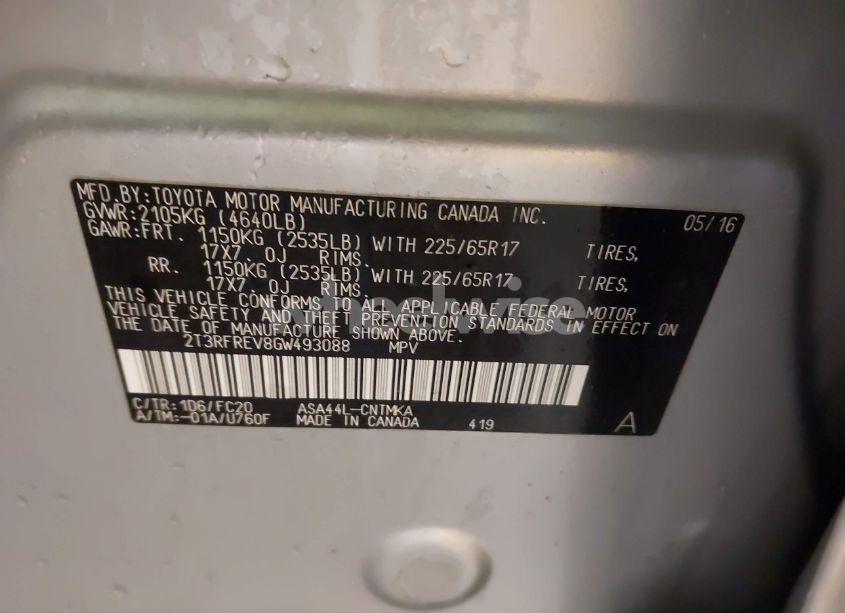 MFD.BY:TOYOTA MOTOR MANUFACTURING CANADA INC. 05/16
GVWR:2105KG (4640LB)
GAWR:FRT. 1150KG (2535LB) WITH 225/65R17 TIRES,
17X7.0J RIMS.
RR. 1150KG (2535LB) WITH 225/65R17 TIRES,
17X7.0J RIMS.
THIS VEHICLE CONFORMS TO ALL APPLICABLE FEDERAL MOTOR
VEHICLE SAFETY AND THEFT PREVENTION STANDARDS IN EFFECT ON
THE DATE OF MANUFACTURE SHOWN ABOVE.
2T3RFREV8GW493088 MPV
C/TR:1D6/FC20 ASA44L-CNTMKA
A/TM:-01A/U760F MADE IN CANADA 419 A